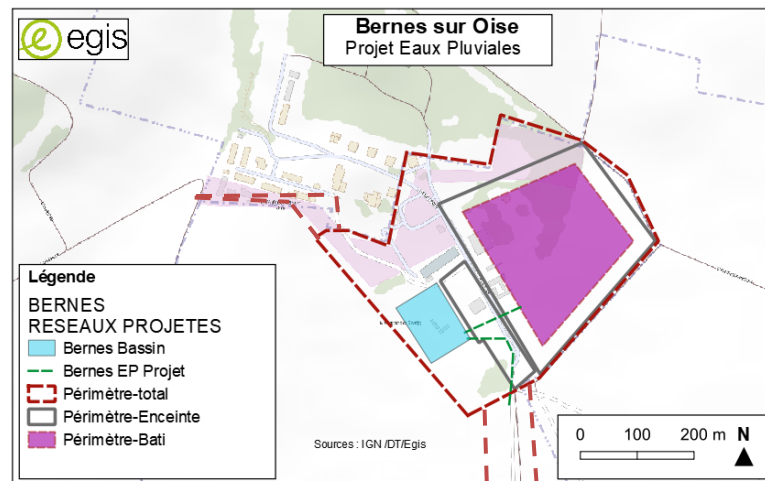 egis
Bernes sur Oise
Projet Eaux Pluviales
Légende
BERNES
RESEAUX PROJETES
Bernes Bassin
Bernes EP Projet
Périmètre-total
Périmètre-Enceinte
Périmètre-Bati
Sources : IGN /DT/Egis
0 100 200 m
N